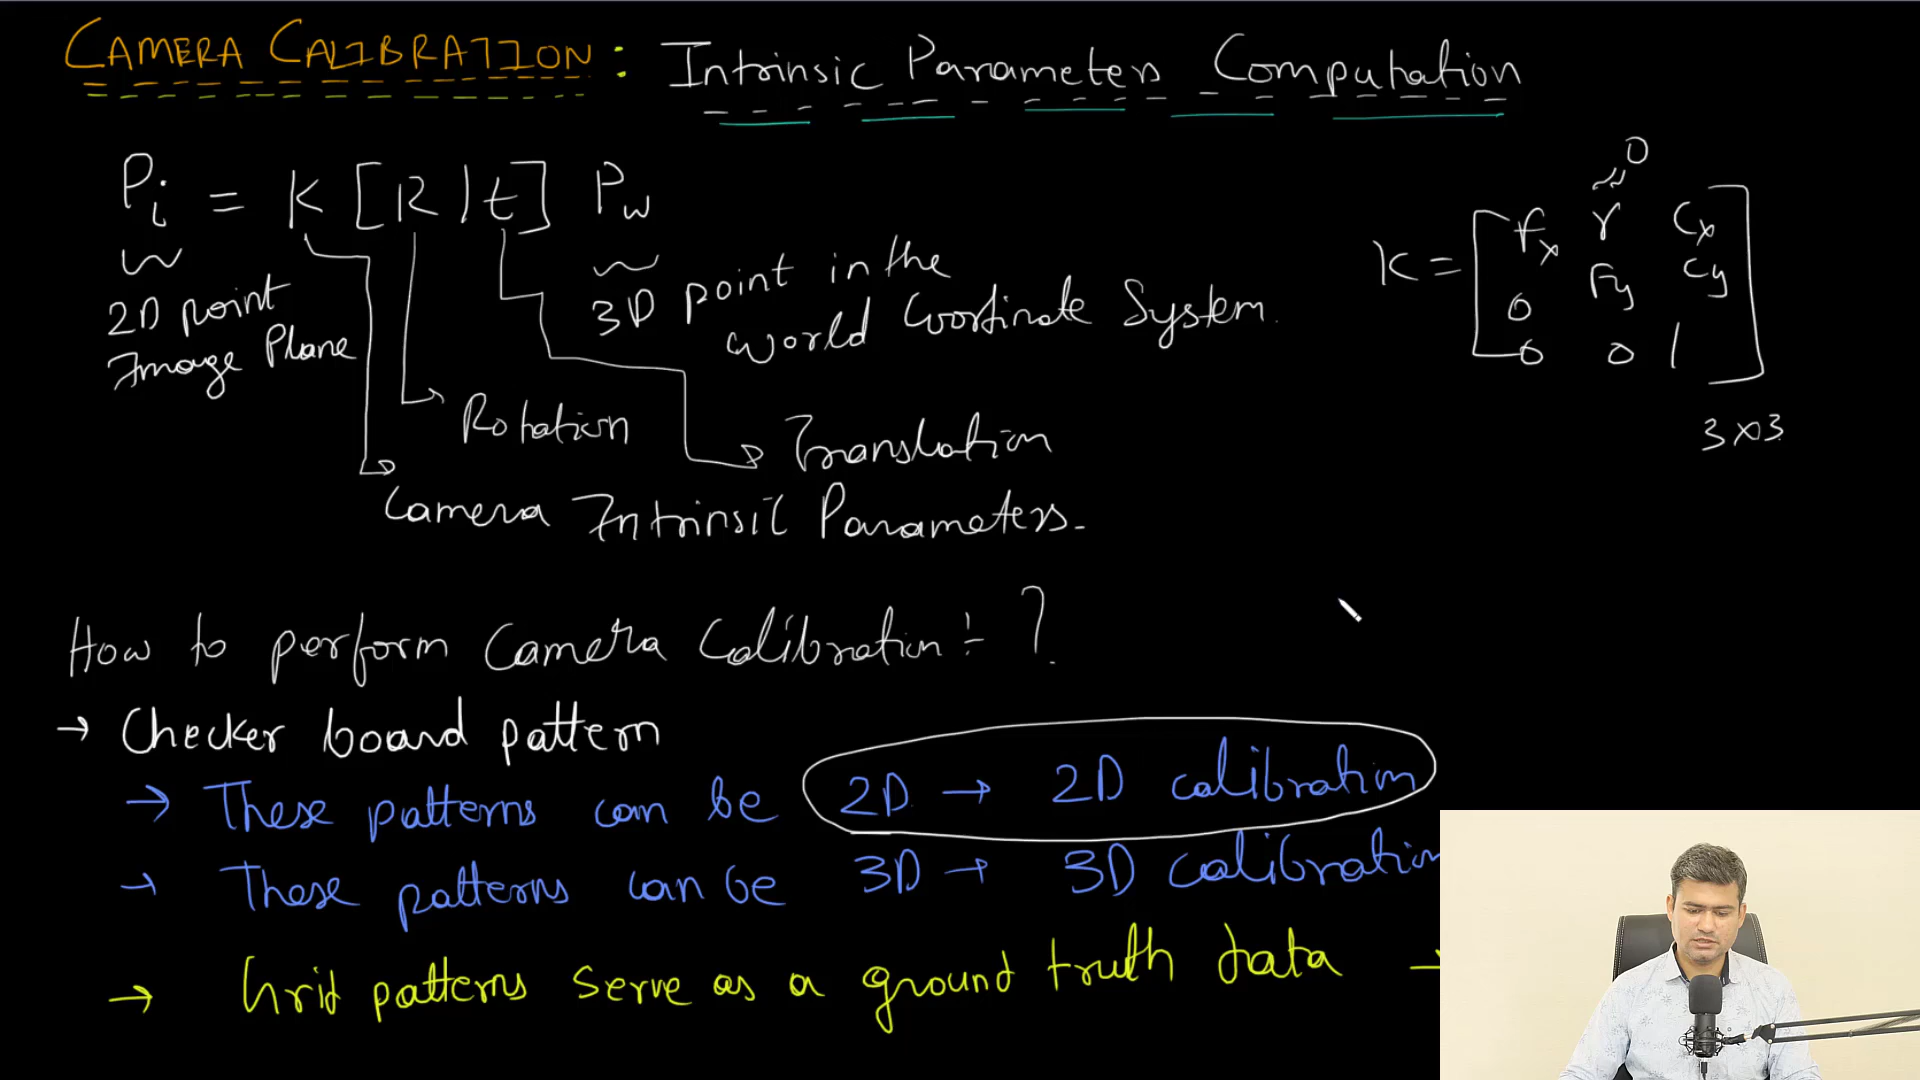 CAMERA CALIBRATION : Intrinsic Parameters Computation
Pi = K [R | t] Pw
2D point
Image Plane
3D point in the
world Coordinate System.
Rotation
Translation
Camera Intrinsic Parameters.
0
K = [ fx γ cx
0 Fy cy
0 0 1 ]
3x3
How to perform Camera Calibration ÷ ?
→ Checker board pattern
→ These patterns can be 2D → 2D calibration
→ These patterns can be 3D → 3D calibration
→ Grid patterns serve as a ground truth data →